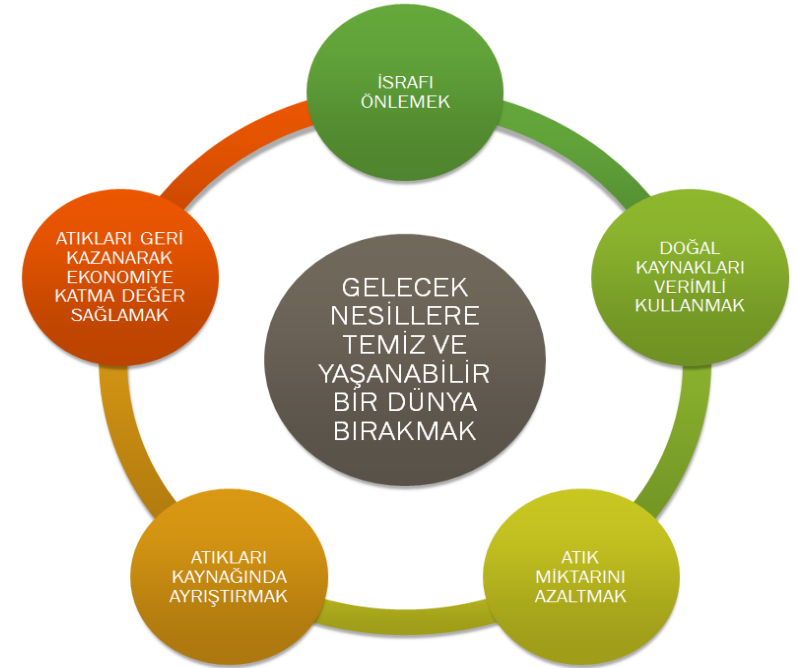 İSRAFI
ÖNLEMEK
DOĞAL
KAYNAKLARI
VERİMLİ
KULLANMAK
ATIK
MİKTARINI
AZALTMAK
ATIKLARI
KAYNAĞINDA
AYRIŞTIRMAK
ATIKLARI GERİ
KAZANARAK
EKONOMİYE
KATMA DEĞER
SAĞLAMAK
GELECEK
NESİLLERE
TEMİZ VE
YAŞANABİLİR
BİR DÜNYA
BIRAKMAK